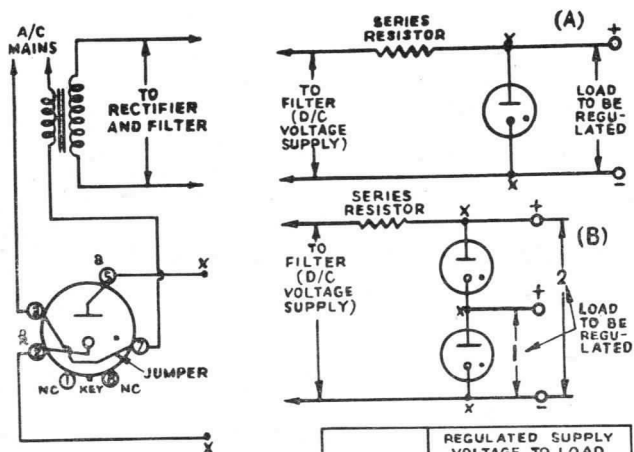 A/C
MAINS
TO
RECTIFIER
AND FILTER
a
5
x
3
2
7
JUMPER
NC
1
KEY
8
NC
x
SERIES
RESISTOR
(A)
x
+
TO
FILTER
(D/C
VOLTAGE
SUPPLY)
LOAD
TO BE
REGU-
LATED
x
−
SERIES
RESISTOR
x
+
(B)
TO
FILTER
(D/C
VOLTAGE
SUPPLY)
2
x
+
LOAD
TO BE
REGU-
LATED
x
−
REGULATED SUPPLY
VOLTAGE TO LOAD